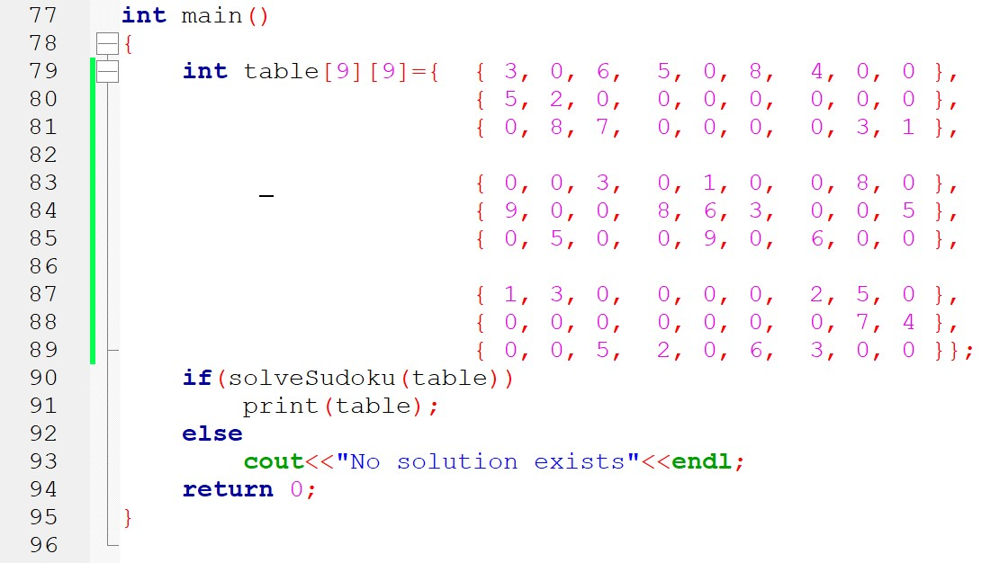 77 int main()
78 {
79 int table[9][9]={ { 3, 0, 6, 5, 0, 8, 4, 0, 0 },
80 { 5, 2, 0, 0, 0, 0, 0, 0, 0 },
81 { 0, 8, 7, 0, 0, 0, 0, 3, 1 },
82
83 { 0, 0, 3, 0, 1, 0, 0, 8, 0 },
84 { 9, 0, 0, 8, 6, 3, 0, 0, 5 },
85 { 0, 5, 0, 0, 9, 0, 6, 0, 0 },
86
87 { 1, 3, 0, 0, 0, 0, 2, 5, 0 },
88 { 0, 0, 0, 0, 0, 0, 0, 7, 4 },
89 { 0, 0, 5, 2, 0, 6, 3, 0, 0 }};
90 if(solveSudoku(table))
91 print(table);
92 else
93 cout<<"No solution exists"<<endl;
94 return 0;
95 }
96